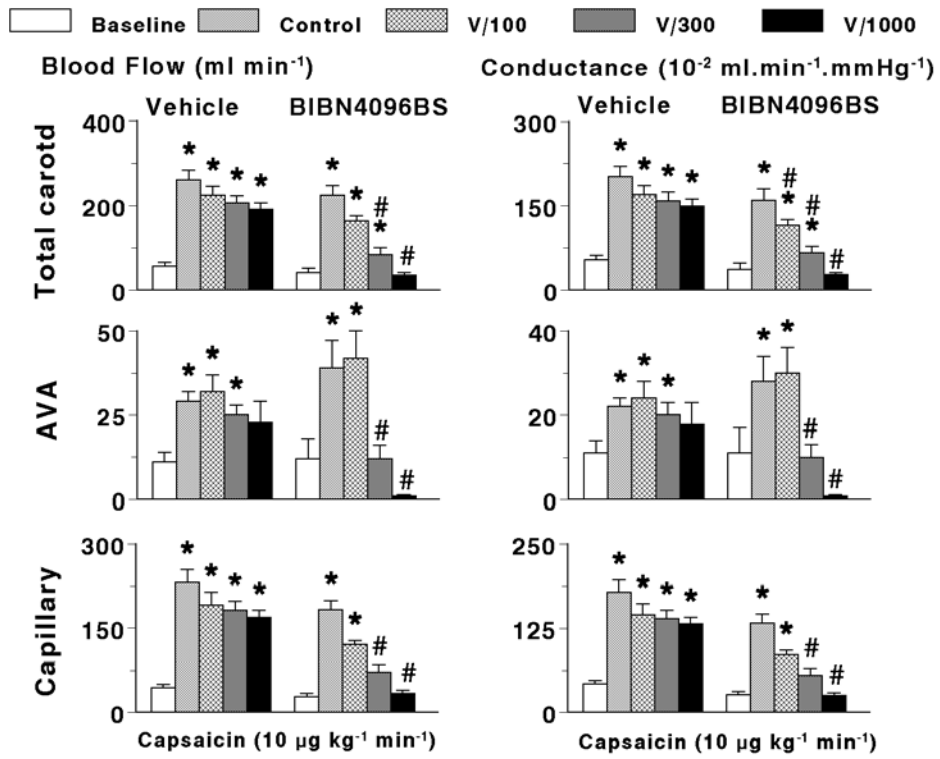 Baseline Control V/100 V/300 V/1000
Blood Flow (ml min⁻¹) Conductance (10⁻² ml.min⁻¹.mmHg⁻¹)
Vehicle BIBN4096BS Vehicle BIBN4096BS
Total carotd
400
200
0
* * * * * * # * #
300
150
0
* * * * * # * # * #
AVA
50
25
0
* * * * * # #
40
20
0
* * * * * # #
Capillary
300
150
0
* * * * * * # #
250
125
0
* * * * * * # #
Capsaicin (10 µg kg⁻¹ min⁻¹) Capsaicin (10 µg kg⁻¹ min⁻¹)